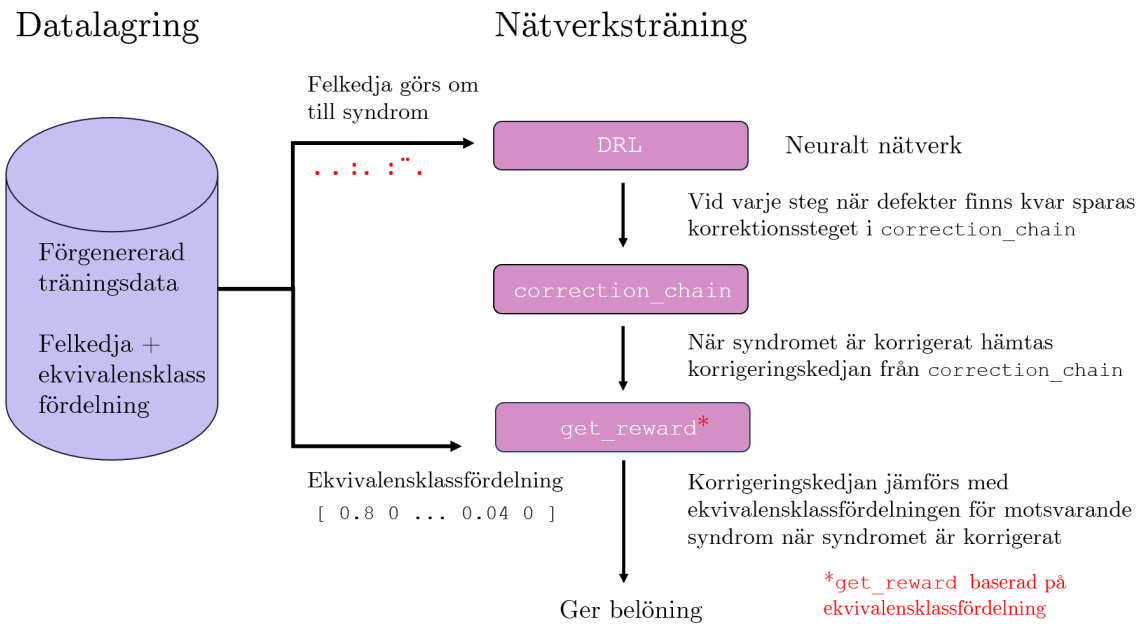 Datalagring
Nätverksträning
Felkedja görs om
till syndrom
DRL
Neuralt nätverk
Vid varje steg när defekter finns kvar sparas
korrektionssteget i correction_chain
Förgenererad
träningsdata
Felkedja +
ekvivalensklass
fördelning
correction_chain
När syndromet är korrigerat hämtas
korrigeringskedjan från correction_chain
get_reward*
Ekvivalensklassfördelning
[ 0.8 0 ... 0.04 0 ]
Korrigeringskedjan jämförs med
ekvivalensklassfördelningen för motsvarande
syndrom när syndromet är korrigerat
*get_reward baserad på
ekvivalensklassfördelning
Ger belöning